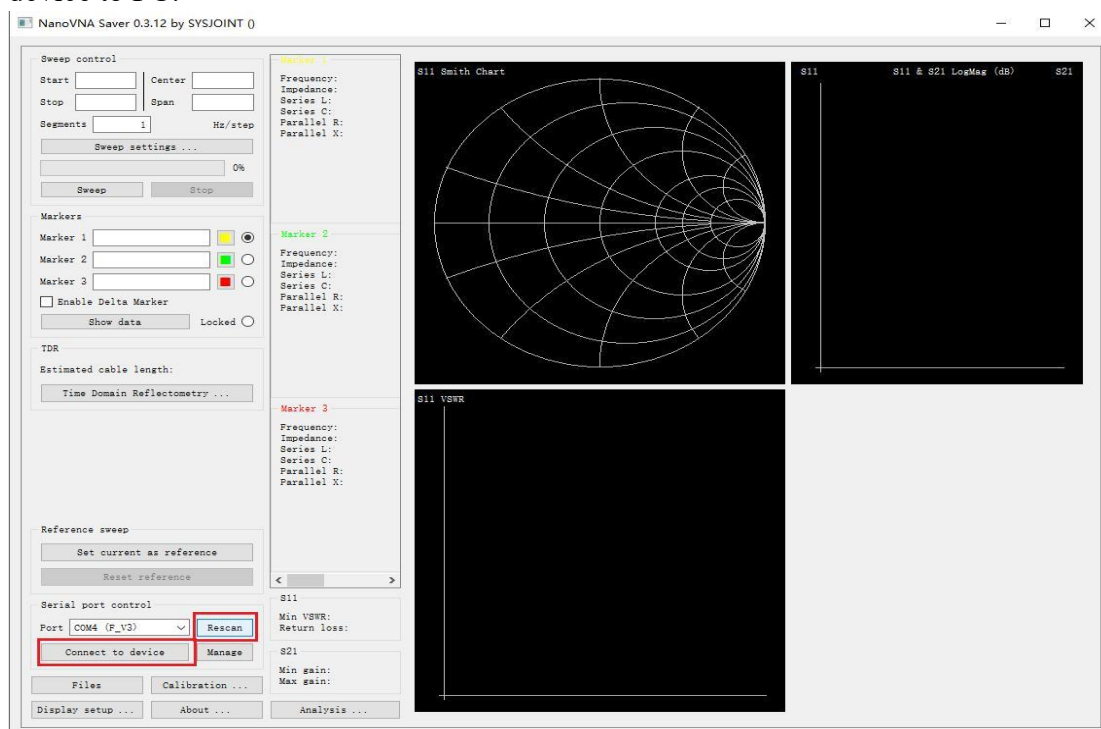 NanoVNA Saver 0.3.12 by SYSJOINT ()
Sweep control
Start
Center
Stop
Span
Segments 1 Hz/step
Sweep settings ...
0%
Sweep
Stop
Markers
Marker 1
Marker 2
Marker 3
Enable Delta Marker
Show data
Locked
TDR
Estimated cable length:
Time Domain Reflectometry ...
Reference sweep
Set current as reference
Reset reference
Serial port control
Port COM4 (F_V3)
Rescan
Connect to device
Manage
Files
Calibration ...
Display setup ...
About ...
Marker 1
Frequency:
Impedance:
Series L:
Series C:
Parallel R:
Parallel X:
Marker 2
Frequency:
Impedance:
Series L:
Series C:
Parallel R:
Parallel X:
Marker 3
Frequency:
Impedance:
Series L:
Series C:
Parallel R:
Parallel X:
S11
Min VSWR:
Return loss:
S21
Min gain:
Max gain:
Analysis ...
S11 Smith Chart
S11
S11 & S21 LogMag (dB)
S21
S11 VSWR